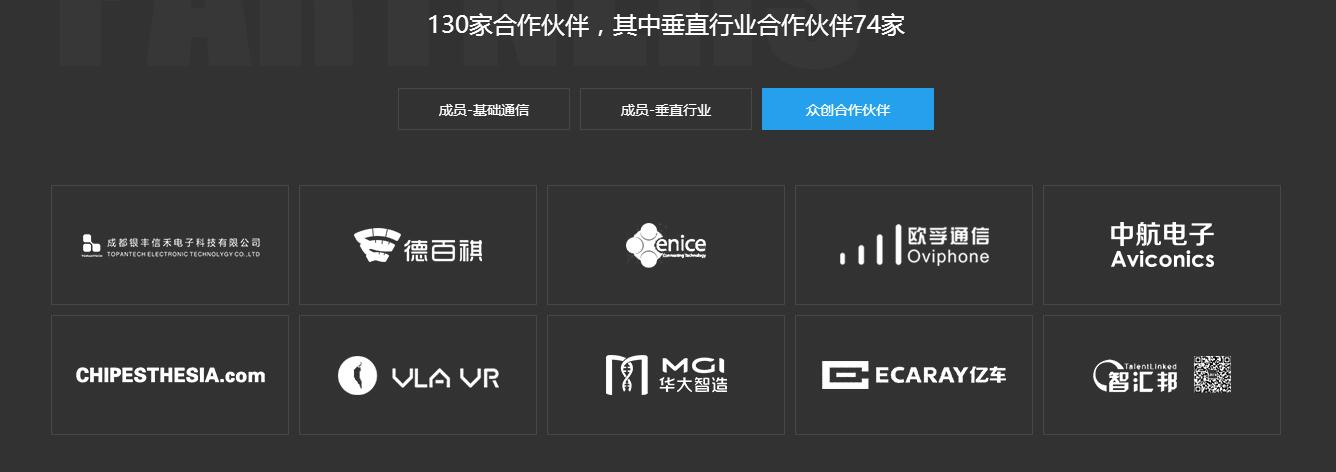 PARTNERS
130家合作伙伴，其中垂直行业合作伙伴74家
成员-基础通信
成员-垂直行业
众创合作伙伴
成都银丰信禾电子科技有限公司
TOPANTECH ELECTRONIC TECHNOLYGY CO.,LTD
德百祺
enice
Connecting Technology
欧孚通信
Oviphone
中航电子
Aviconics
CHIPESTHESIA.com
VLA VR
MGI
华大智造
ECARAY亿车
TalentLinked
智汇邦